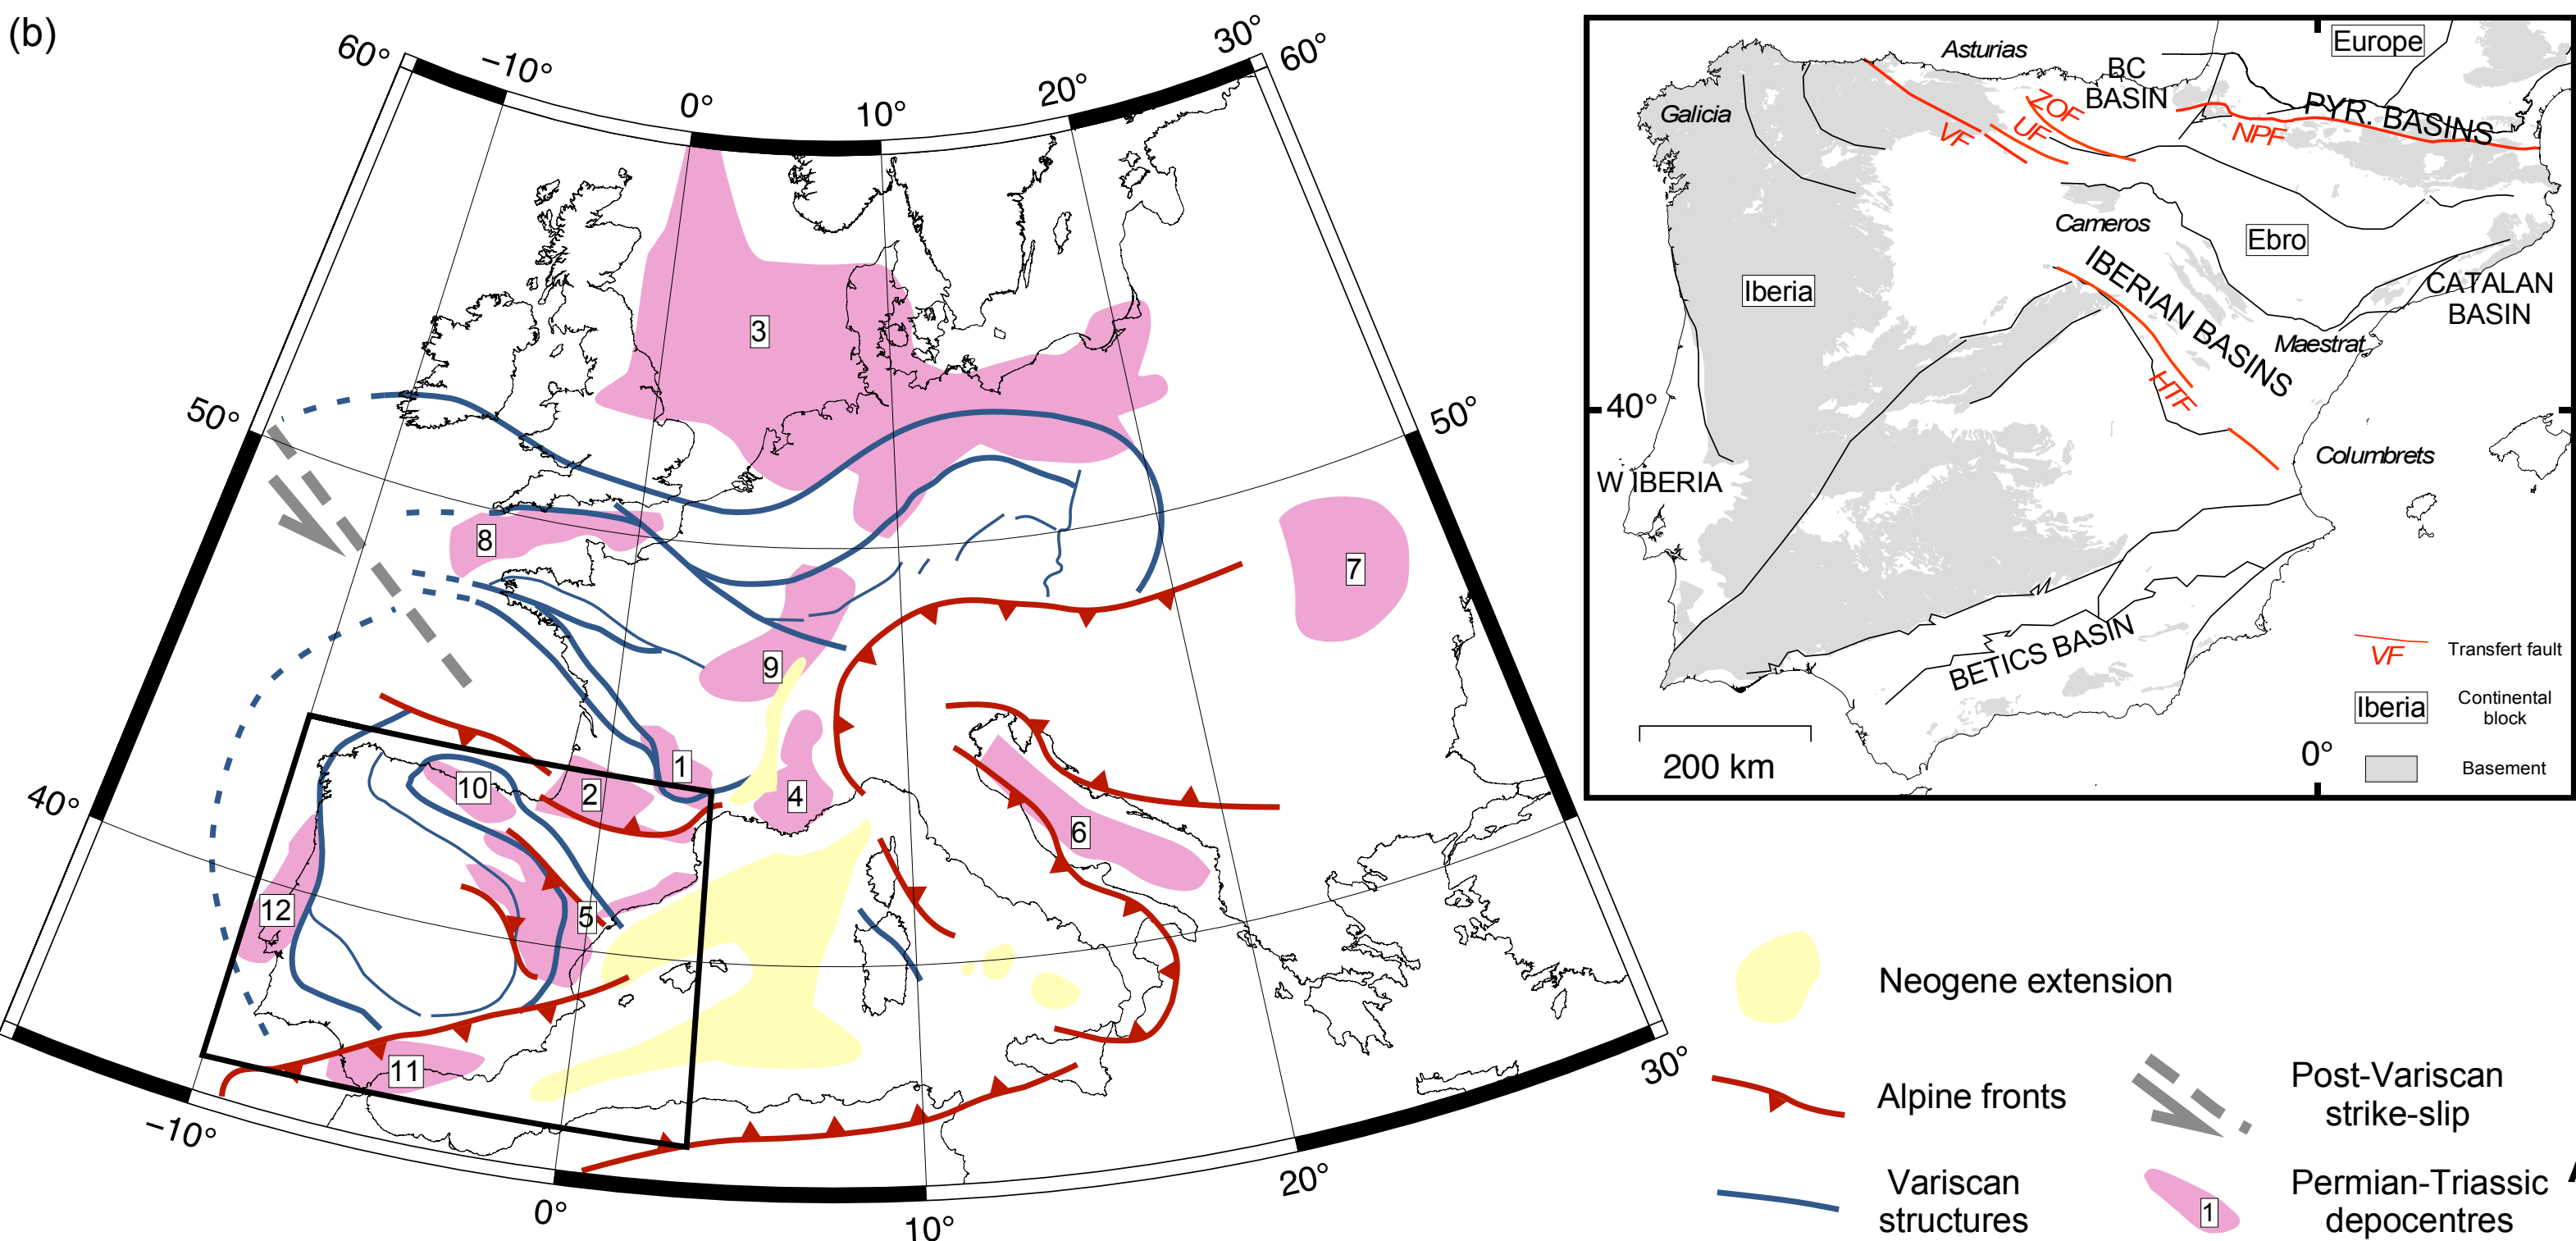 (b)
60°
−10°
0°
10°
20°
30°
60°
50°
50°
40°
30°
−10°
0°
10°
20°
3
8
7
9
1
10
2
4
6
5
12
11
Asturias
Europe
BC
BASIN
Galicia
ZOF
UF
VF
NPF
PYR. BASINS
Cameros
Ebro
Iberia
IBERIAN BASINS
CATALAN
BASIN
Maestrat
HTF
40°
Columbrets
W IBERIA
BETICS BASIN
VF
Transfert fault
Iberia
Continental
block
0°
Basement
200 km
Neogene extension
Alpine fronts
Post-Variscan
strike-slip
Variscan
structures
1
Permian-Triassic
depocentres